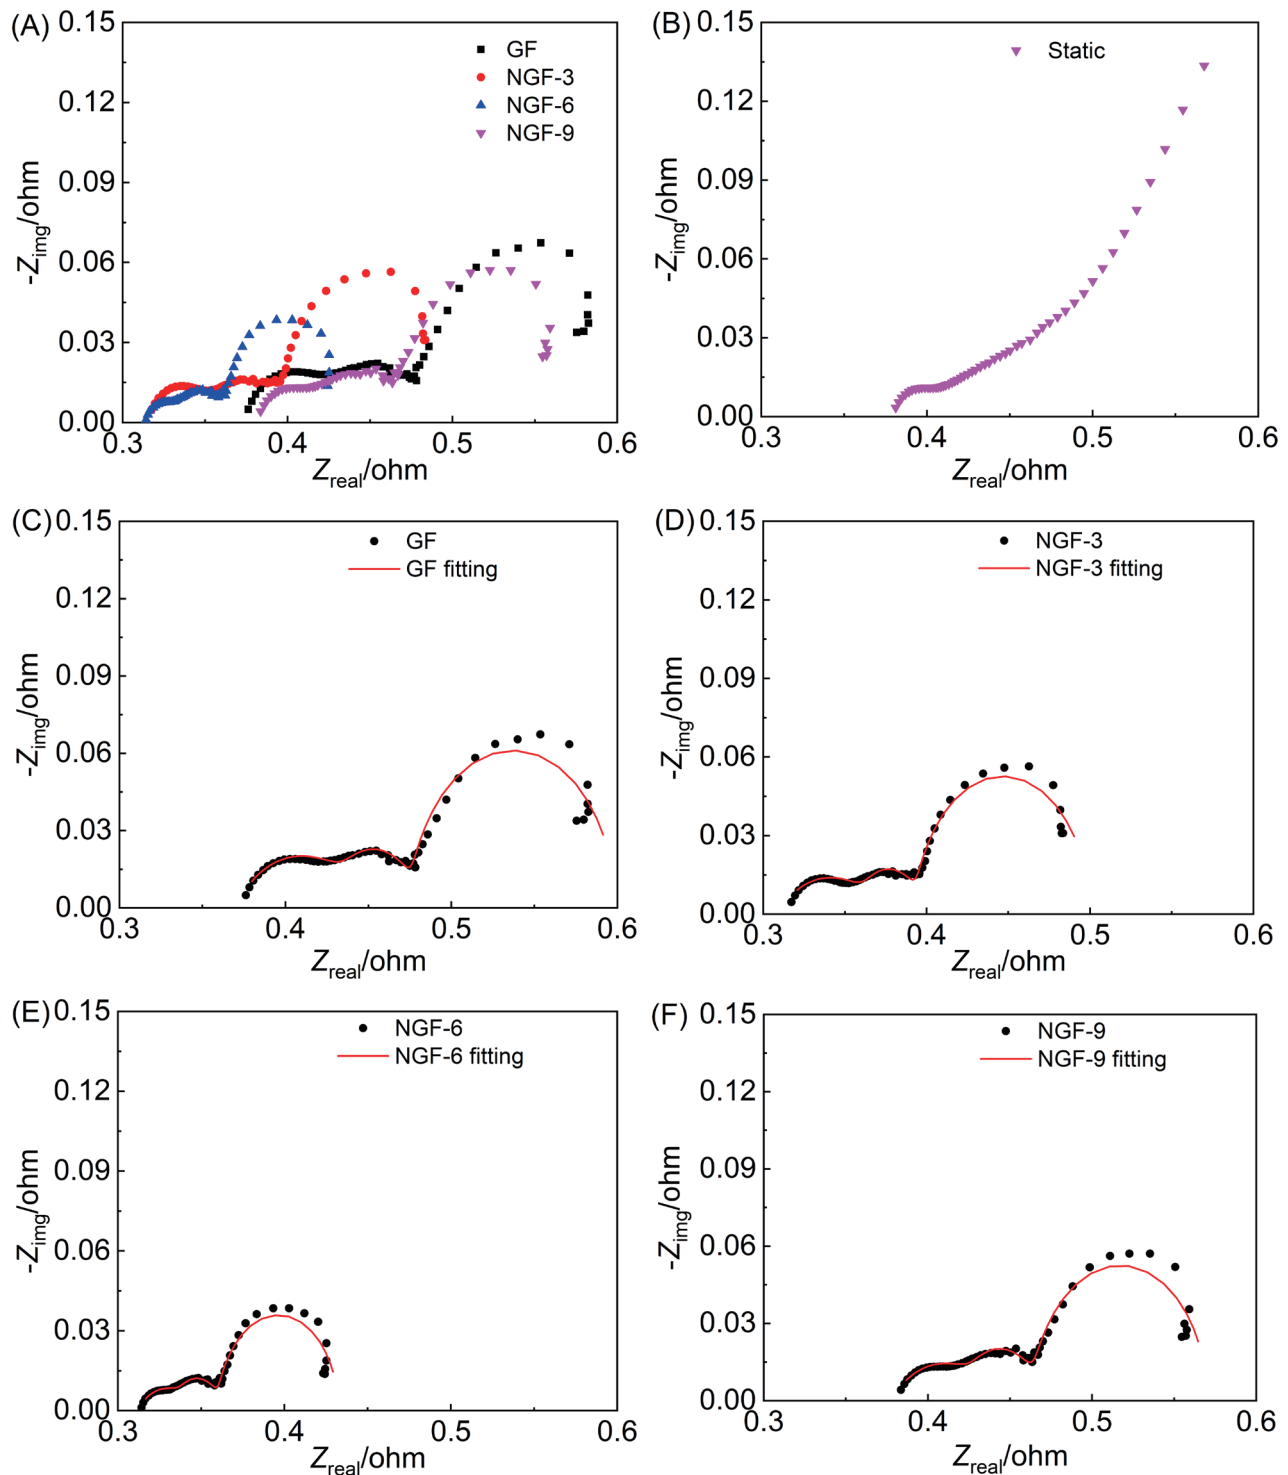 (A)
0.15
0.12
0.09
0.06
0.03
0.00
-Zimg/ohm
GF
NGF-3
NGF-6
NGF-9
0.3
0.4
0.5
0.6
Zreal/ohm
(B)
0.15
0.12
0.09
0.06
0.03
0.00
-Zimg/ohm
Static
0.3
0.4
0.5
0.6
Zreal/ohm
(C)
0.15
0.12
0.09
0.06
0.03
0.00
-Zimg/ohm
GF
GF fitting
0.3
0.4
0.5
0.6
Zreal/ohm
(D)
0.15
0.12
0.09
0.06
0.03
0.00
-Zimg/ohm
NGF-3
NGF-3 fitting
0.3
0.4
0.5
0.6
Zreal/ohm
(E)
0.15
0.12
0.09
0.06
0.03
0.00
-Zimg/ohm
NGF-6
NGF-6 fitting
0.3
0.4
0.5
0.6
Zreal/ohm
(F)
0.15
0.12
0.09
0.06
0.03
0.00
-Zimg/ohm
NGF-9
NGF-9 fitting
0.3
0.4
0.5
0.6
Zreal/ohm